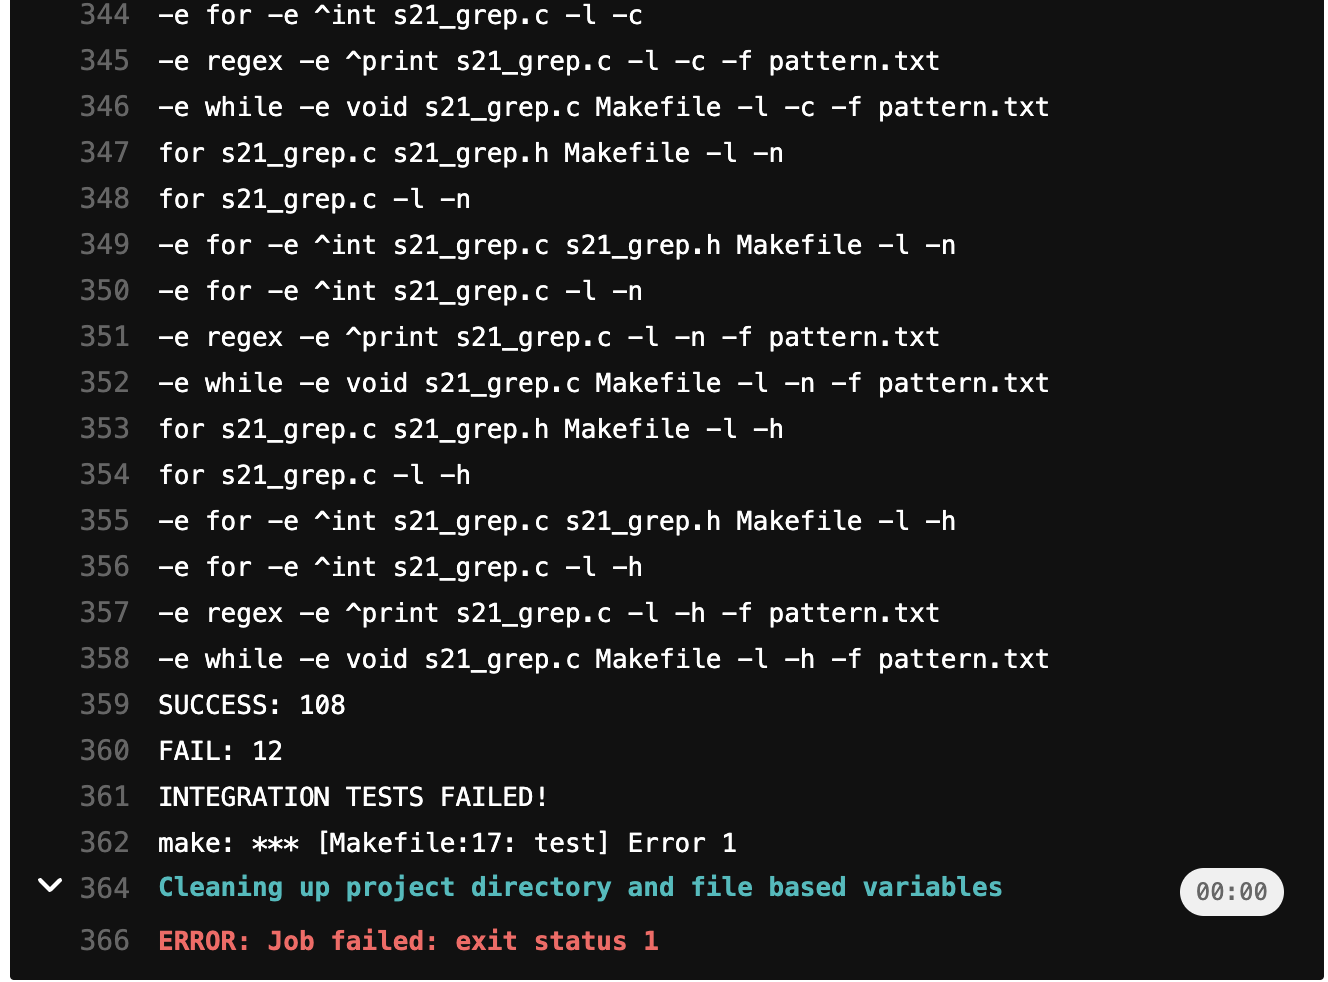 344 -e for -e ^int s21_grep.c -l -c
345 -e regex -e ^print s21_grep.c -l -c -f pattern.txt
346 -e while -e void s21_grep.c Makefile -l -c -f pattern.txt
347 for s21_grep.c s21_grep.h Makefile -l -n
348 for s21_grep.c -l -n
349 -e for -e ^int s21_grep.c s21_grep.h Makefile -l -n
350 -e for -e ^int s21_grep.c -l -n
351 -e regex -e ^print s21_grep.c -l -n -f pattern.txt
352 -e while -e void s21_grep.c Makefile -l -n -f pattern.txt
353 for s21_grep.c s21_grep.h Makefile -l -h
354 for s21_grep.c -l -h
355 -e for -e ^int s21_grep.c s21_grep.h Makefile -l -h
356 -e for -e ^int s21_grep.c -l -h
357 -e regex -e ^print s21_grep.c -l -h -f pattern.txt
358 -e while -e void s21_grep.c Makefile -l -h -f pattern.txt
359 SUCCESS: 108
360 FAIL: 12
361 INTEGRATION TESTS FAILED!
362 make: *** [Makefile:17: test] Error 1
364 Cleaning up project directory and file based variables 00:00
366 ERROR: Job failed: exit status 1